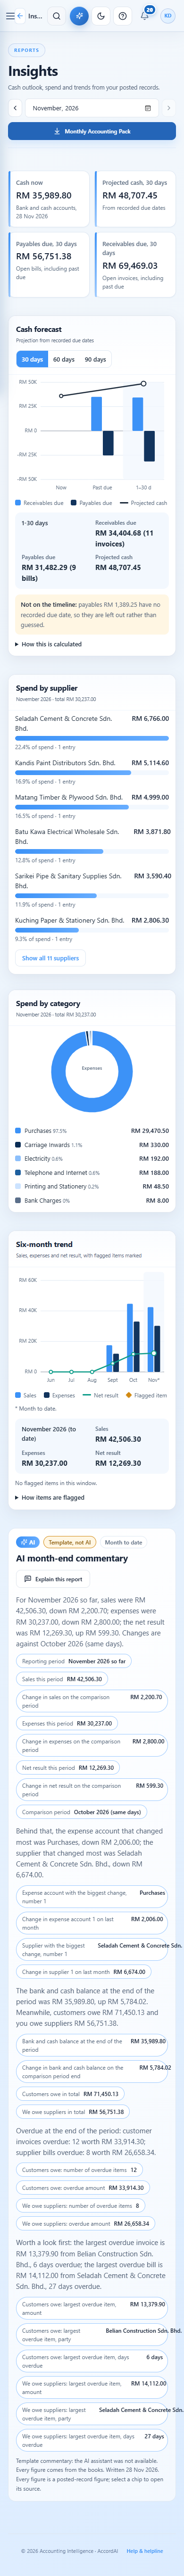 Ins...
26
KD
REPORTS
Insights
Cash outlook, spend and trends from your posted records.
November, 2026
Monthly Accounting Pack
Cash now
RM 35,989.80
Bank and cash accounts,
28 Nov 2026
Projected cash, 30 days
RM 48,707.45
From recorded due dates
Payables due, 30 days
RM 56,751.38
Open bills, including past
due
Receivables due, 30
days
RM 69,469.03
Open invoices, including
past due
Cash forecast
Projection from recorded due dates
30 days
60 days
90 days
RM 50K
RM 25K
RM 0
-RM 25K
-RM 50K
Now
Past due
1–30 d
Receivables due
Payables due
Projected cash
1-30 days
Receivables due
RM 34,404.68 (11
invoices)
Payables due
RM 31,482.29 (9
bills)
Projected cash
RM 48,707.45
Not on the timeline: payables RM 1,389.25 have no
recorded due date, so they are left out rather than
guessed.
How this is calculated
Spend by supplier
November 2026 · total RM 30,237.00
Seladah Cement & Concrete Sdn.
Bhd.
RM 6,766.00
22.4% of spend · 1 entry
Kandis Paint Distributors Sdn. Bhd.
RM 5,114.60
16.9% of spend · 1 entry
Matang Timber & Plywood Sdn. Bhd.
RM 4,999.00
16.5% of spend · 1 entry
Batu Kawa Electrical Wholesale Sdn.
Bhd.
RM 3,871.80
12.8% of spend · 1 entry
Sarikei Pipe & Sanitary Supplies Sdn.
Bhd.
RM 3,590.40
11.9% of spend · 1 entry
Kuching Paper & Stationery Sdn. Bhd.
RM 2,806.30
9.3% of spend · 1 entry
Show all 11 suppliers
Spend by category
November 2026 · total RM 30,237.00
Expenses
Purchases 97.5%
RM 29,470.50
Carriage Inwards 1.1%
RM 330.00
Electricity 0.6%
RM 192.00
Telephone and Internet 0.6%
RM 188.00
Printing and Stationery 0.2%
RM 48.50
Bank Charges 0%
RM 8.00
Six-month trend
Sales, expenses and net result, with flagged items marked
RM 60K
RM 40K
RM 20K
RM 0
Jun
Jul
Aug
Sept
Oct
Nov*
Sales
Expenses
Net result
Flagged item
* Month to date.
November 2026 (to
date)
Sales
RM 42,506.30
Expenses
RM 30,237.00
Net result
RM 12,269.30
No flagged items in this window.
How items are flagged
AI
Template, not AI
Month to date
AI month-end commentary
Explain this report
For November 2026 so far, sales were RM
42,506.30, down RM 2,200.70; expenses were
RM 30,237.00, down RM 2,800.00; the net result
was RM 12,269.30, up RM 599.30. Changes are
against October 2026 (same days).
Reporting period November 2026 so far
Sales this period RM 42,506.30
Change in sales on the comparison
period
RM 2,200.70
Expenses this period RM 30,237.00
Change in expenses on the comparison
period
RM 2,800.00
Net result this period RM 12,269.30
Change in net result on the comparison
period
RM 599.30
Comparison period October 2026 (same days)
Behind that, the expense account that changed
most was Purchases, down RM 2,006.00; the
supplier that changed most was Seladah
Cement & Concrete Sdn. Bhd., down RM
6,674.00.
Expense account with the biggest change,
number 1
Purchases
Change in expense account 1 on last
month
RM 2,006.00
Supplier with the biggest
change, number 1
Seladah Cement & Concrete Sdn.
Change in supplier 1 on last month RM 6,674.00
The bank and cash balance at the end of the
period was RM 35,989.80, up RM 5,784.02.
Meanwhile, customers owe RM 71,450.13 and
you owe suppliers RM 56,751.38.
Bank and cash balance at the end of the
period
RM 35,989.80
Change in bank and cash balance on the
comparison period end
RM 5,784.02
Customers owe in total RM 71,450.13
We owe suppliers in total RM 56,751.38
Overdue at the end of the period: customer
invoices overdue: 12 worth RM 33,914.30;
supplier bills overdue: 8 worth RM 26,658.34.
Customers owe: number of overdue items 12
Customers owe: overdue amount RM 33,914.30
We owe suppliers: number of overdue items 8
We owe suppliers: overdue amount RM 26,658.34
Worth a look first: the largest overdue invoice is
RM 13,379.90 from Belian Construction Sdn.
Bhd., 6 days overdue; the largest overdue bill is
RM 14,112.00 from Seladah Cement & Concrete
Sdn. Bhd., 27 days overdue.
Customers owe: largest overdue item,
amount
RM 13,379.90
Customers owe: largest
overdue item, party
Belian Construction Sdn. Bhd.
Customers owe: largest overdue item, days
overdue
6 days
We owe suppliers: largest overdue item,
amount
RM 14,112.00
We owe suppliers: largest
overdue item, party
Seladah Cement & Concrete Sdn.
We owe suppliers: largest overdue item, days
overdue
27 days
Template commentary: the AI assistant was not available.
Every figure comes from the books. Written 28 Nov 2026.
Every figure is a posted-record figure; select a chip to open
its source.
© 2026 Accounting Intelligence - AccordAI
Help & helpline